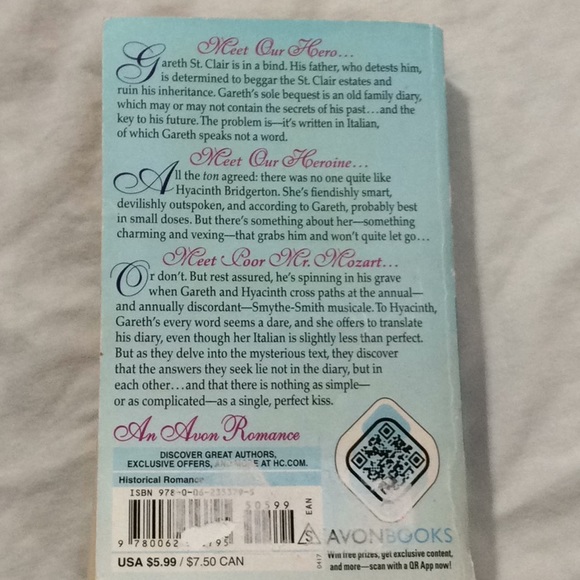 Meet Our Hero...
Gareth St. Clair is in a bind. His father, who detests him,
is determined to beggar the St. Clair estates and
ruin his inheritance. Gareth's sole bequest is an old family diary,
which may or may not contain the secrets of his past...and the
key to his future. The problem is—it's written in Italian,
of which Gareth speaks not a word.
Meet Our Heroine...
All the ton agreed: there was no one quite like
Hyacinth Bridgerton. She's fiendishly smart,
devilishly outspoken, and according to Gareth, probably best
in small doses. But there's something about her—something
charming and vexing—that grabs him and won't quite let go...
Meet Poor Mr. Mozart...
Or don't. But rest assured, he's spinning in his grave
when Gareth and Hyacinth cross paths at the annual—
and annually discordant—Smythe-Smith musicale. To Hyacinth,
Gareth's every word seems a dare, and she offers to translate
his diary, even though her Italian is slightly less than perfect.
But as they delve into the mysterious text, they discover
that the answers they seek lie not in the diary, but in
each other...and that there is nothing as simple—
or as complicated—as a single, perfect kiss.
An Avon Romance
DISCOVER GREAT AUTHORS,
EXCLUSIVE OFFERS, MORE AT HC.COM.
Historical Romance
ISBN 978-0-06-
50599
EAN
9 780062
USA $5.99 / $7.50 CAN
0417
AVONBOOKS
Win free prizes, get exclusive content,
and more—scan with a QR App now!